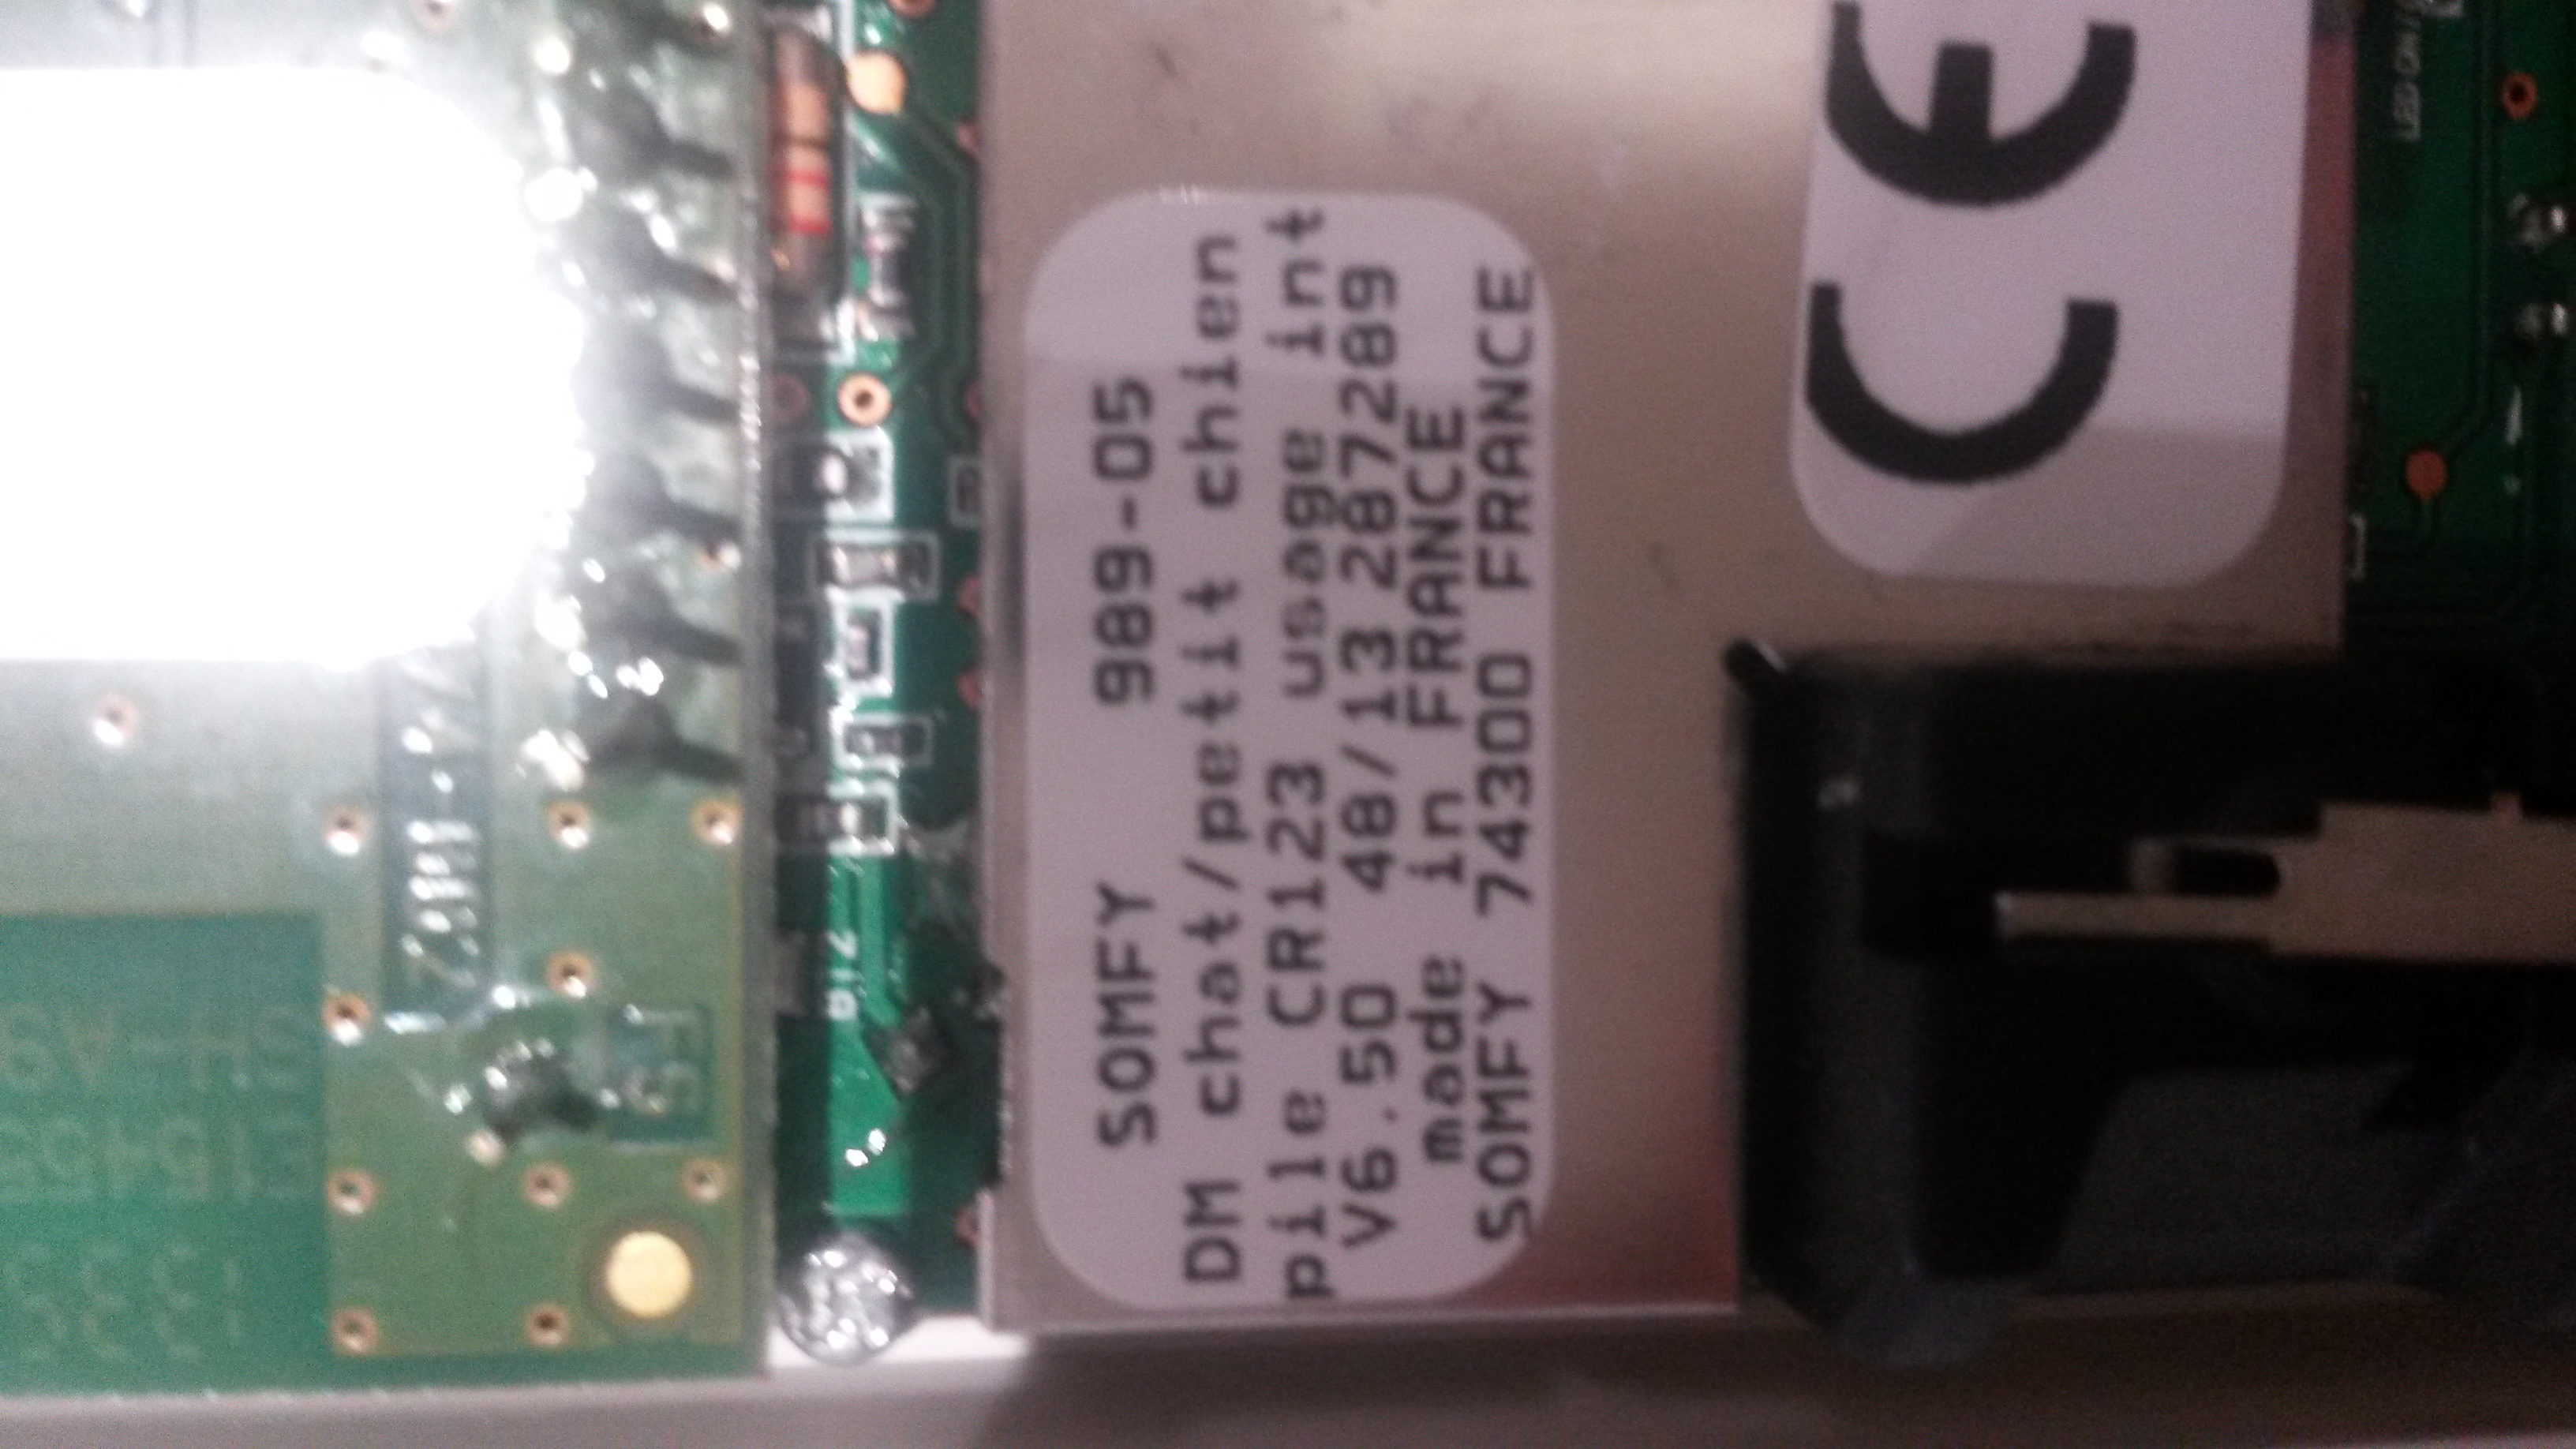 SOMFY 989-05
DM chat/petit chien
pile CR123 usage int
V6.50 48/13 287289
made in FRANCE
SOMFY 74300 FRANCE
CE